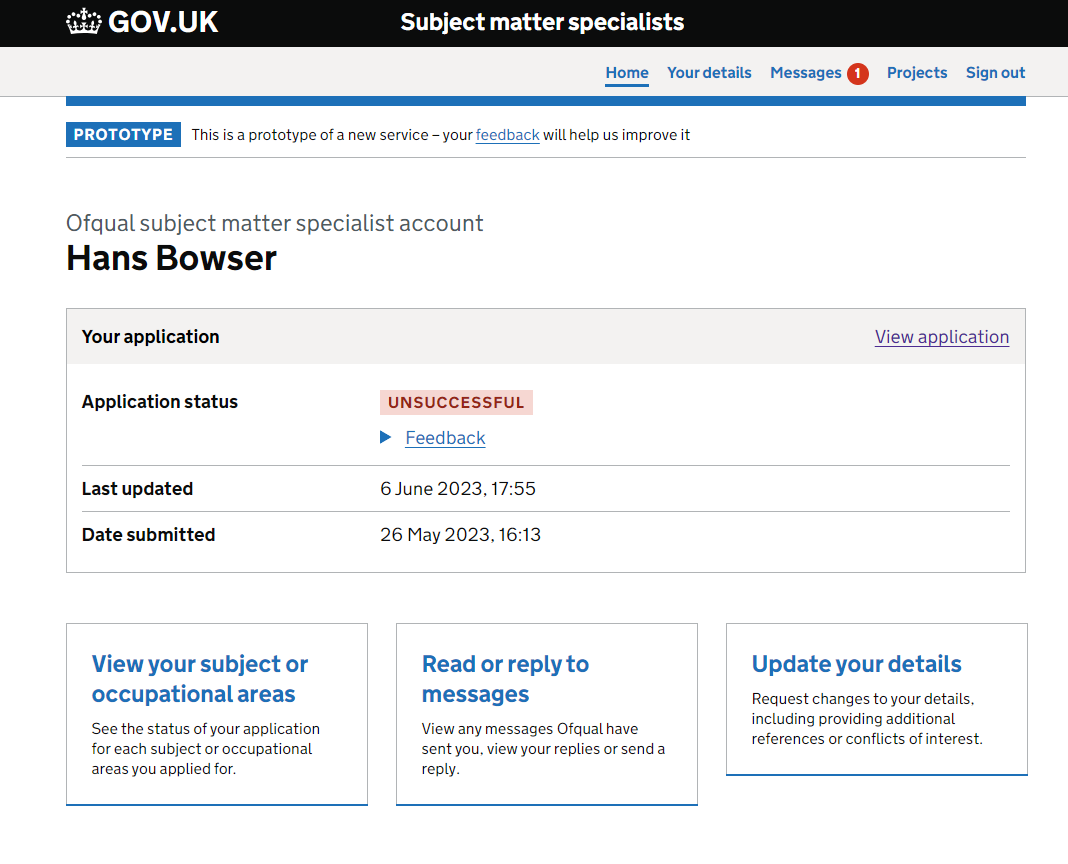 GOV.UK
Subject matter specialists
Home Your details Messages 1 Projects Sign out
PROTOTYPE This is a prototype of a new service – your feedback will help us improve it
Ofqual subject matter specialist account
Hans Bowser
Your application View application
Application status UNSUCCESSFUL
Feedback
Last updated 6 June 2023, 17:55
Date submitted 26 May 2023, 16:13
View your subject or
occupational areas
See the status of your application
for each subject or occupational
areas you applied for.
Read or reply to
messages
View any messages Ofqual have
sent you, view your replies or send a
reply.
Update your details
Request changes to your details,
including providing additional
references or conflicts of interest.